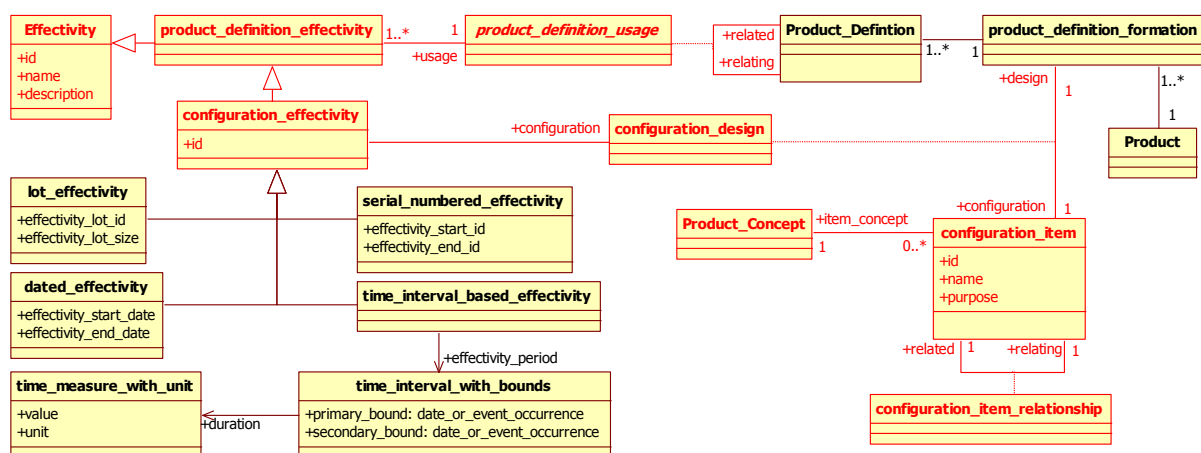 Effectivity
+id
+name
+description
product_definition_effectivity
1..*
1
+usage
product_definition_usage
+related
+relating
Product_Defintion
1..*
1
product_definition_formation
+design
1
1..*
1
Product
configuration_effectivity
+id
+configuration
configuration_design
lot_effectivity
+effectivity_lot_id
+effectivity_lot_size
serial_numbered_effectivity
+effectivity_start_id
+effectivity_end_id
dated_effectivity
+effectivity_start_date
+effectivity_end_date
time_interval_based_effectivity
+effectivity_period
time_measure_with_unit
+value
+unit
+duration
time_interval_with_bounds
+primary_bound: date_or_event_occurrence
+secondary_bound: date_or_event_occurrence
Product_Concept
+item_concept
1
0..*
+configuration
1
configuration_item
+id
+name
+purpose
+related
1
+relating
1
configuration_item_relationship